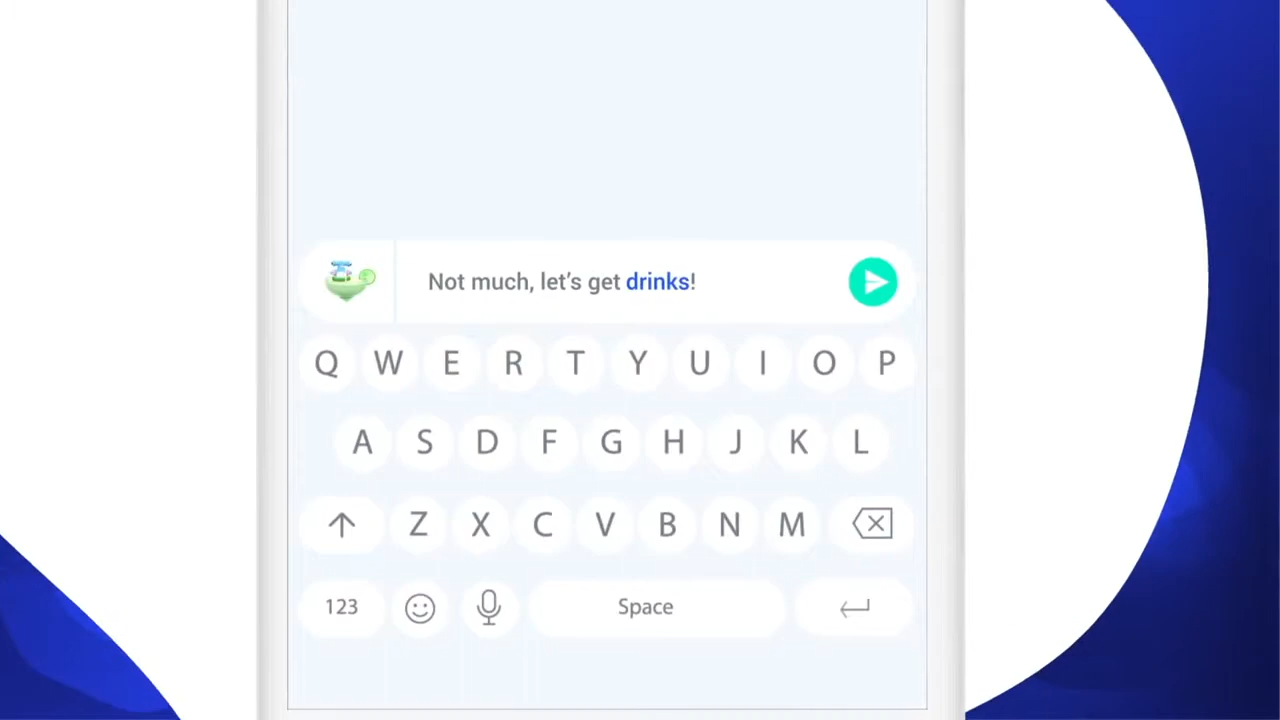 Not much, let's get drinks!
Q W E R T Y U I O P
A S D F G H J K L
Z X C V B N M
123 Space